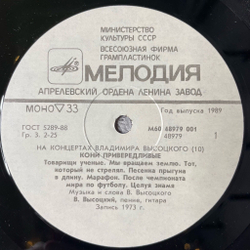 МИНИСТЕРСТВО
КУЛЬТУРЫ СССР
ВСЕСОЮЗНАЯ ФИРМА
ГРАМПЛАСТИНОК
МЕЛОДИЯ
АПРЕЛЕВСКИЙ ОРДЕНА ЛЕНИНА ЗАВОД
МОНО 33
Год выпуска 1989
ГОСТ 5289-88
Гр. 3. 2-25
М60 48979 001
48979 1
НА КОНЦЕРТАХ ВЛАДИМИРА ВЫСОЦКОГО (10)
КОНИ ПРИВЕРЕДЛИВЫЕ
Товарищи ученые. Мы вращаем землю. Тот,
который не стрелял. Песенка прыгуна
в длину. Марафон. После чемпионата
мира по футболу. Целуя знамя
Музыка и слова В. Высоцкого
В. Высоцкий, пение, гитара
Запись 1973 г.